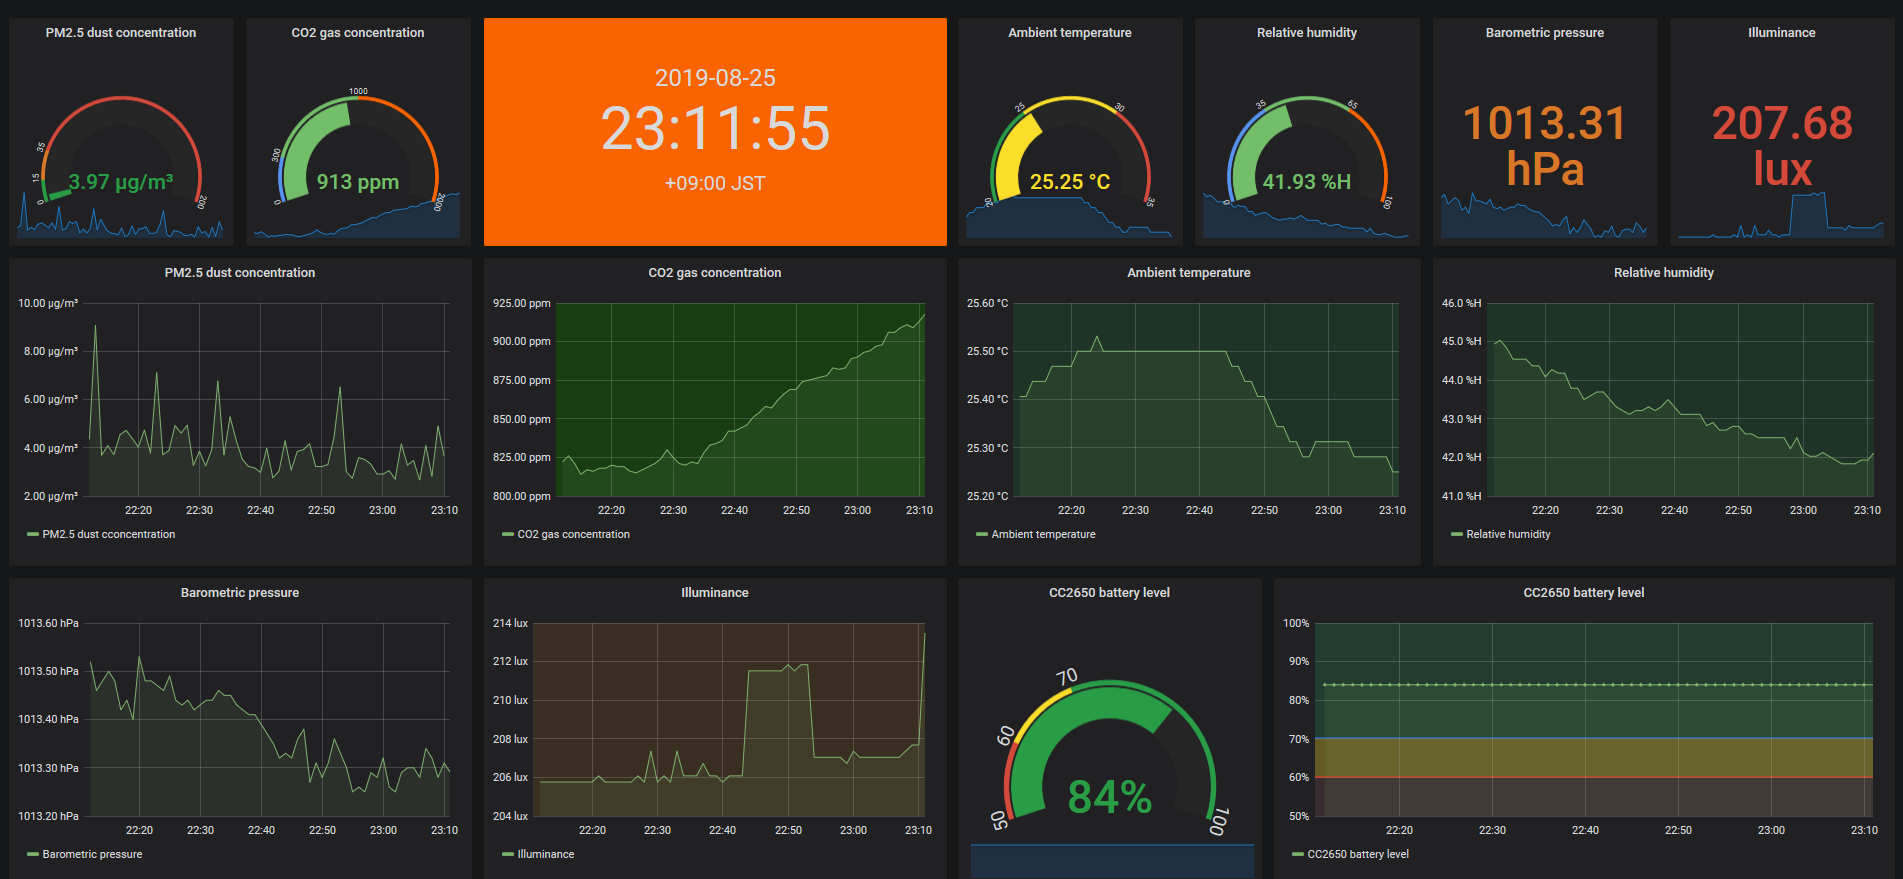 PM2.5 dust concentration
0
15
35
200
3.97 µg/m³
CO2 gas concentration
0
300
1000
2000
913 ppm
2019-08-25
23:11:55
+09:00 JST
Ambient temperature
20
25
30
35
25.25 °C
Relative humidity
0
35
65
100
41.93 %H
Barometric pressure
1013.31
hPa
Illuminance
207.68
lux
PM2.5 dust concentration
10.00 µg/m³
8.00 µg/m³
6.00 µg/m³
4.00 µg/m³
2.00 µg/m³
22:20 22:30 22:40 22:50 23:00 23:10
PM2.5 dust cconcentration
CO2 gas concentration
925.00 ppm
900.00 ppm
875.00 ppm
850.00 ppm
825.00 ppm
800.00 ppm
22:20 22:30 22:40 22:50 23:00 23:10
CO2 gas concentration
Ambient temperature
25.60 °C
25.50 °C
25.40 °C
25.30 °C
25.20 °C
22:20 22:30 22:40 22:50 23:00 23:10
Ambient temperature
Relative humidity
46.0 %H
45.0 %H
44.0 %H
43.0 %H
42.0 %H
41.0 %H
22:20 22:30 22:40 22:50 23:00 23:10
Relative humidity
Barometric pressure
1013.60 hPa
1013.50 hPa
1013.40 hPa
1013.30 hPa
1013.20 hPa
22:20 22:30 22:40 22:50 23:00 23:10
Barometric pressure
Illuminance
214 lux
212 lux
210 lux
208 lux
206 lux
204 lux
22:20 22:30 22:40 22:50 23:00 23:10
Illuminance
CC2650 battery level
50
60
70
100
84%
CC2650 battery level
100%
90%
80%
70%
60%
50%
22:20 22:30 22:40 22:50 23:00 23:10
CC2650 battery level